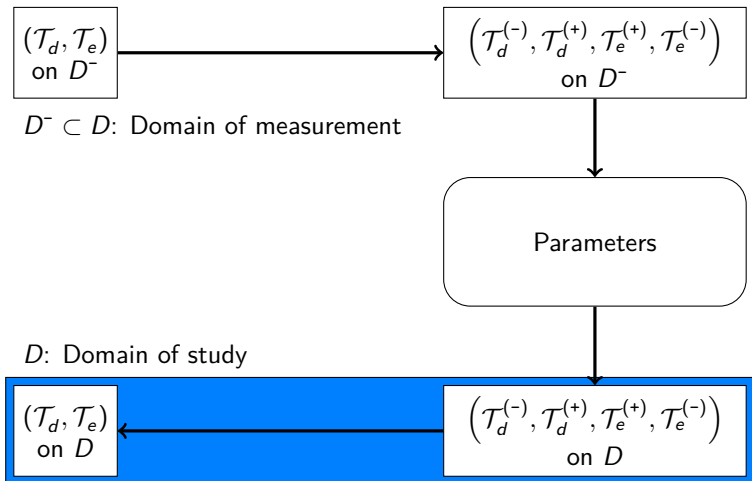 (𝒯_d, 𝒯_e)
on D⁻
(𝒯_d^(-), 𝒯_d^(+), 𝒯_e^(+), 𝒯_e^(-))
on D⁻
D⁻ ⊂ D: Domain of measurement
Parameters
D: Domain of study
(𝒯_d, 𝒯_e)
on D
(𝒯_d^(-), 𝒯_d^(+), 𝒯_e^(+), 𝒯_e^(-))
on D